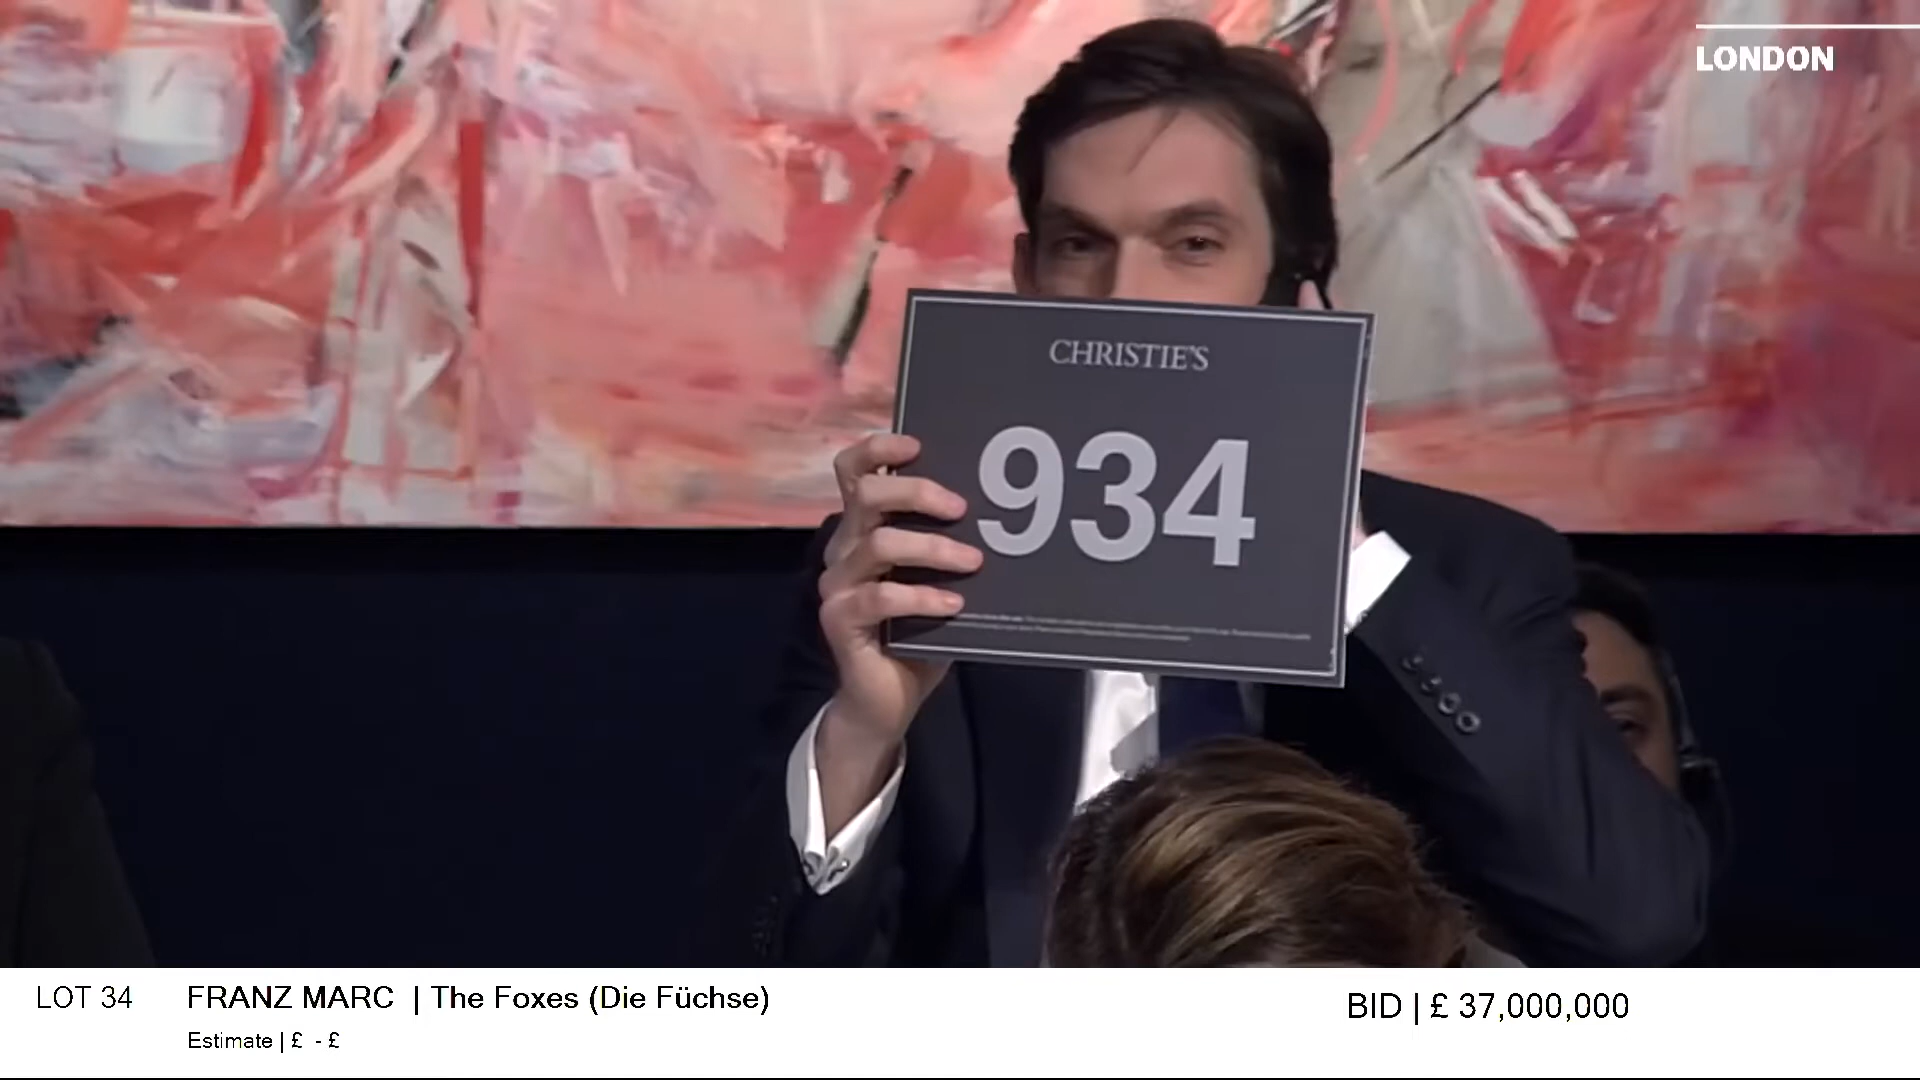 LONDON
CHRISTIE'S
934
LOT 34 FRANZ MARC | The Foxes (Die Füchse) BID | £ 37,000,000
Estimate | £ - £